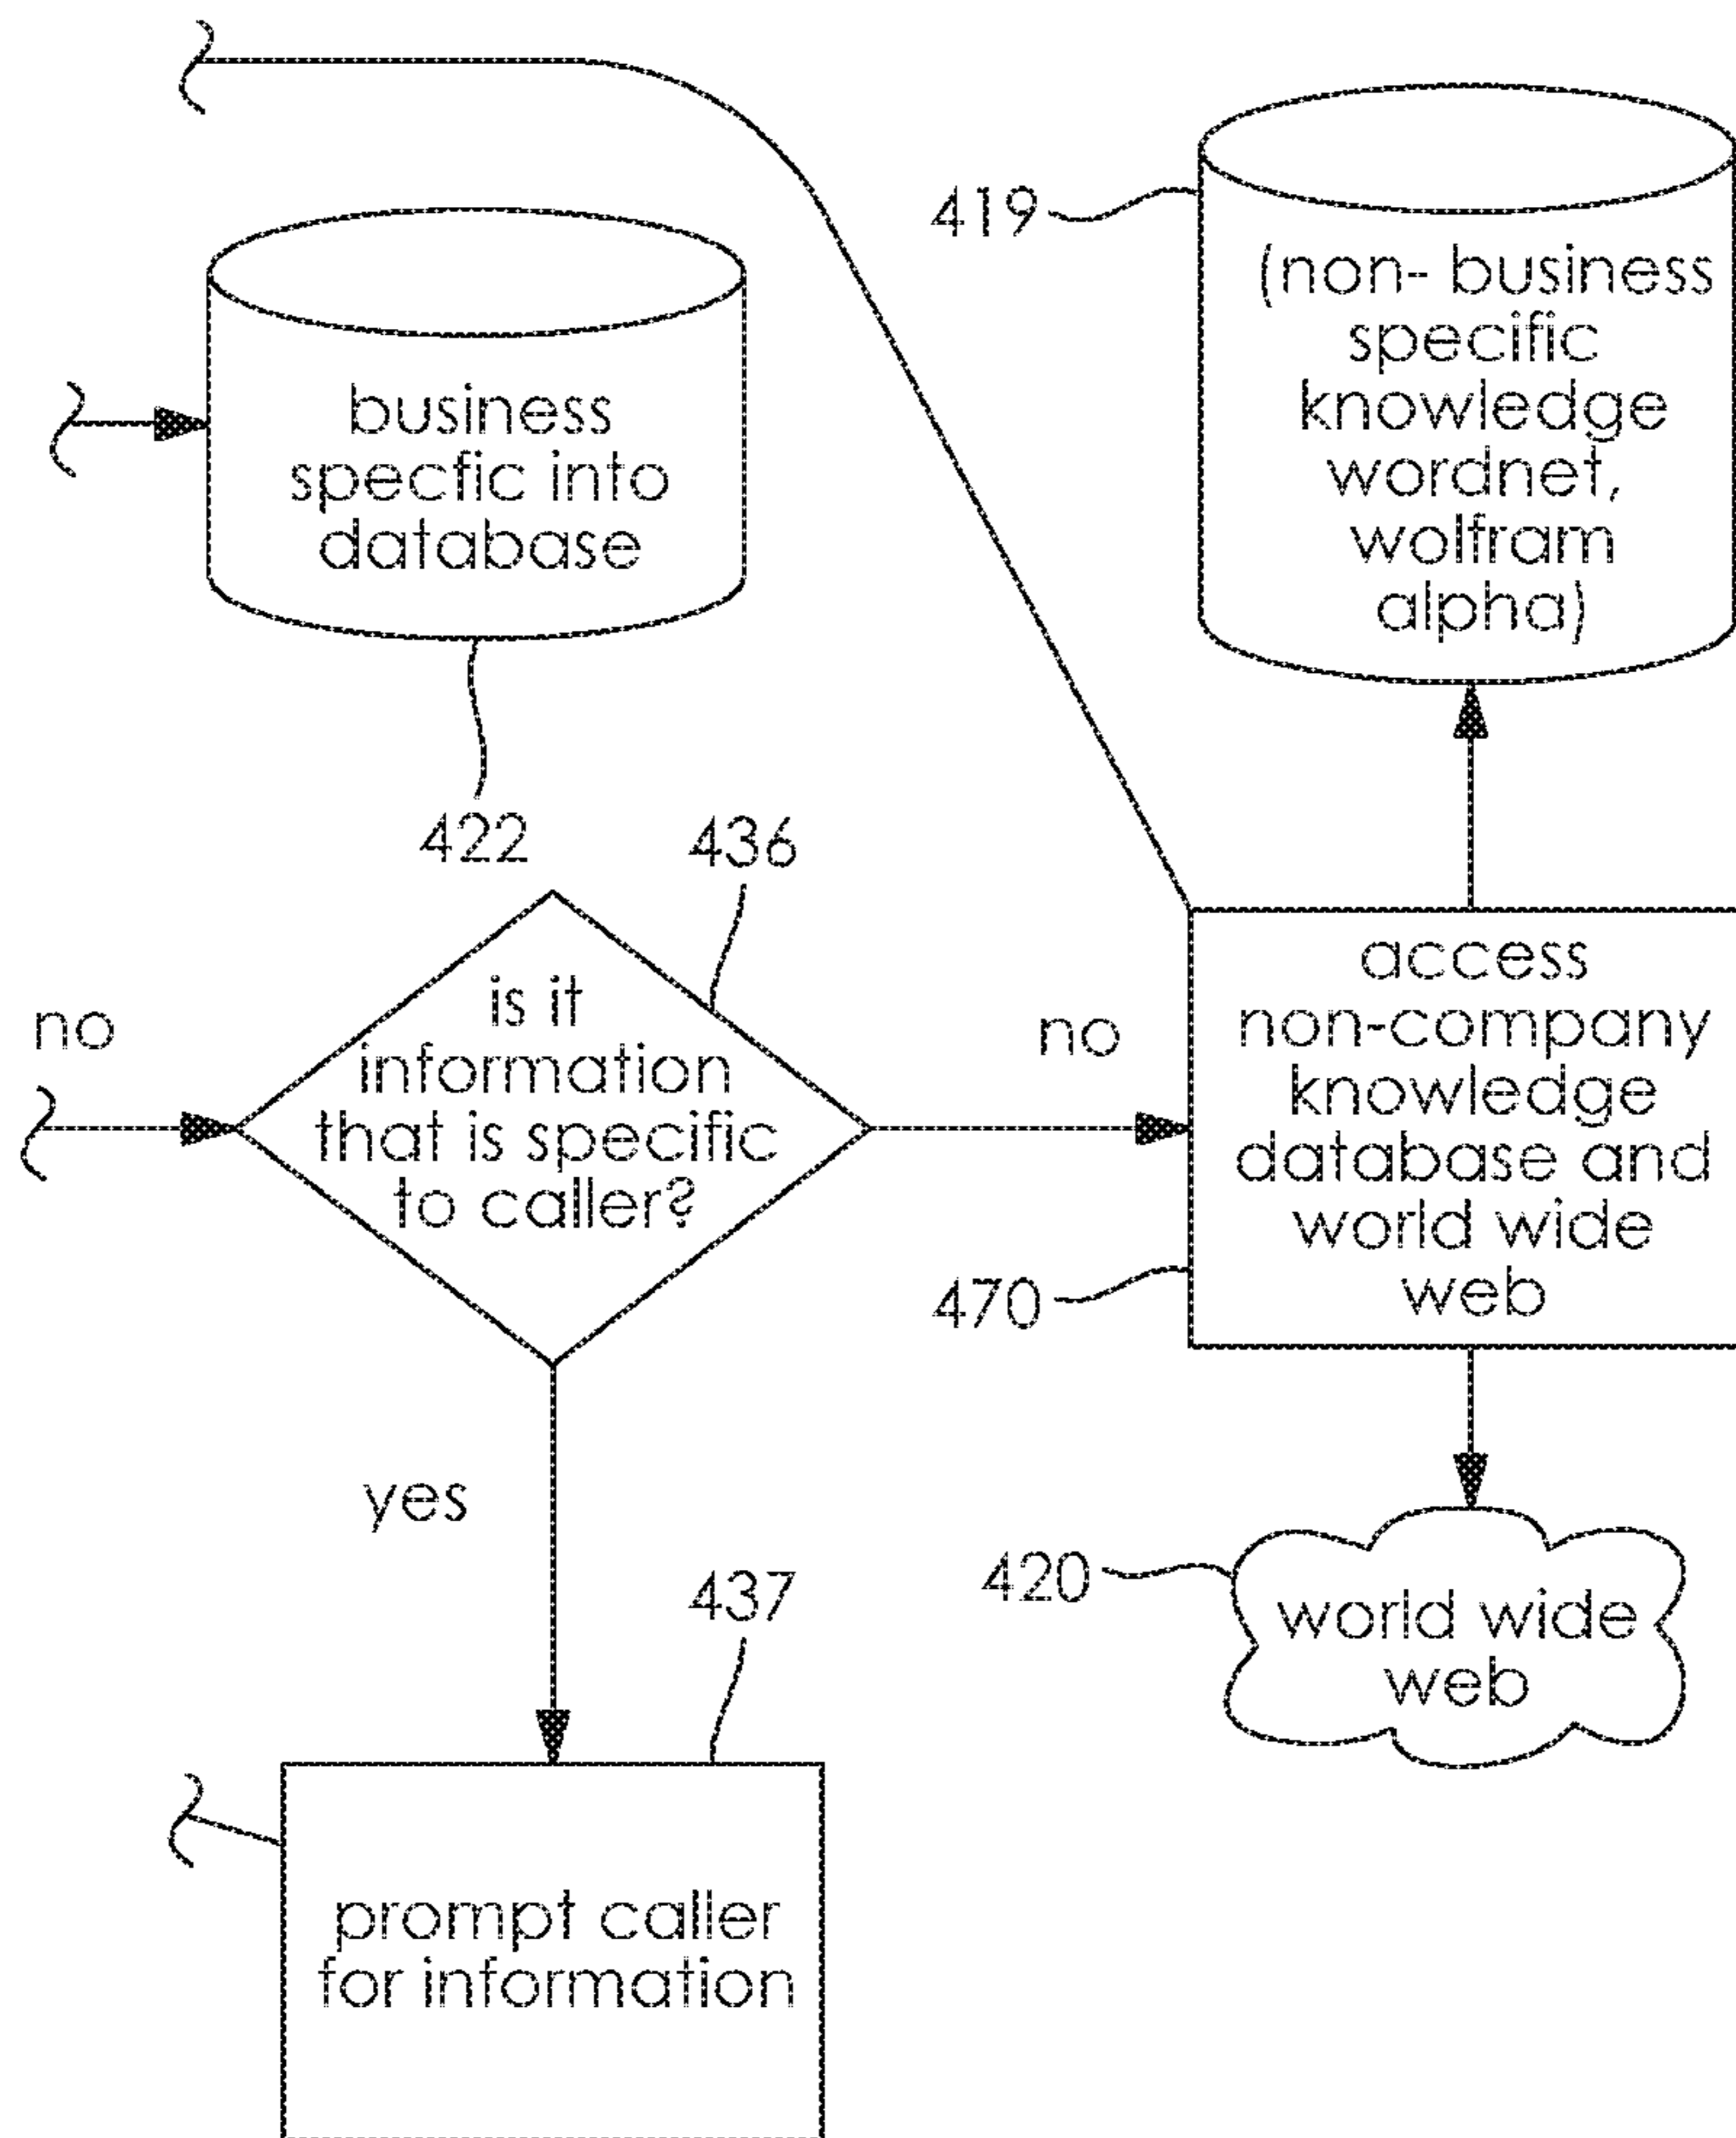 419
(non- business
specific
knowledge
wordnet,
wolfram
alpha)
business
specfic into
database
422
436
no
is it
information
that is specific
to caller?
no
access
non-company
knowledge
database and
world wide
web
470
yes
437
420
world wide
web
prompt caller
for information